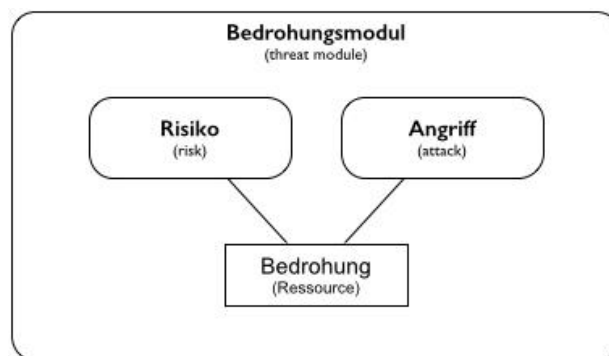 Bedrohungsmodul
(threat module)
Risiko
(risk)
Angriff
(attack)
Bedrohung
(Ressource)